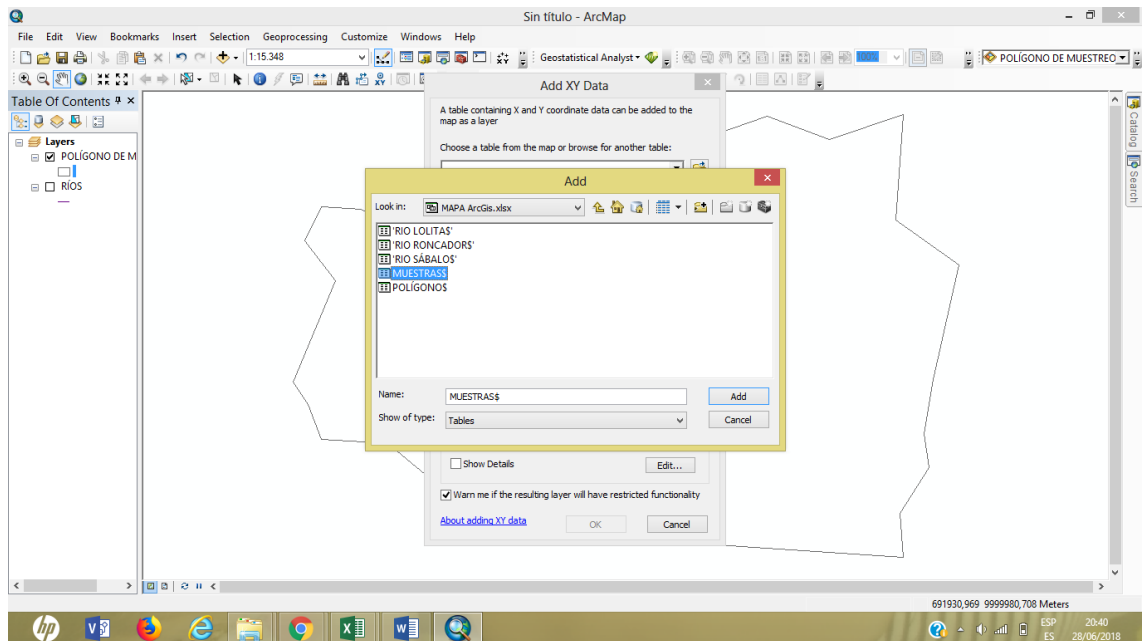 Sin título - ArcMap
File Edit View Bookmarks Insert Selection Geoprocessing Customize Windows Help
1:15.348
Geostatistical Analyst
100%
POLÍGONO DE MUESTREO
Table Of Contents
Layers
POLÍGONO DE M
RÍOS
Add XY Data
A table containing X and Y coordinate data can be added to the
map as a layer
Choose a table from the map or browse for another table:
Add
Look in: MAPA ArcGis.xlsx
'RIO LOLITA$'
'RIO RONCADOR$'
'RIO SÁBALO$'
MUESTRAS$
POLÍGONO$
Name: MUESTRAS$ Add
Show of type: Tables Cancel
Show Details Edit...
Warn me if the resulting layer will have restricted functionality
About adding XY data OK Cancel
Catalog
Search
691930,969 9999980,708 Meters
ESP 20:40
ES 28/06/2018